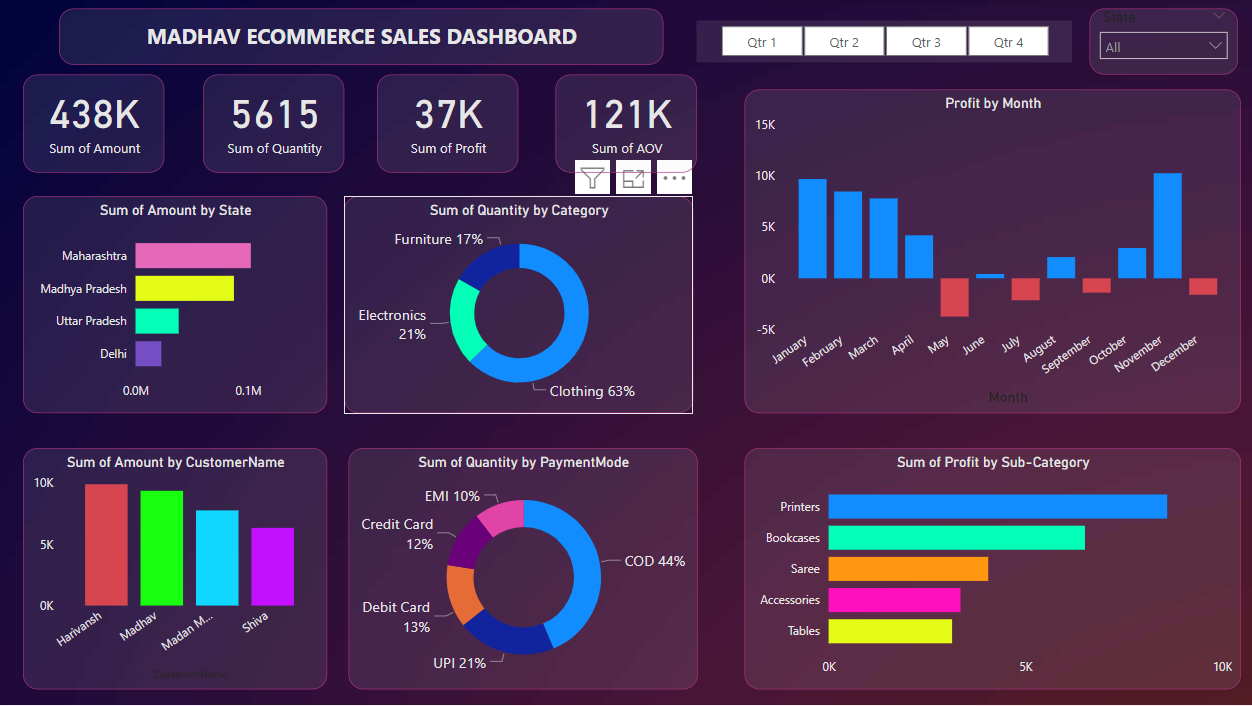 MADHAV ECOMMERCE SALES DASHBOARD
Qtr 1
Qtr 2
Qtr 3
Qtr 4
State
All
438K
Sum of Amount
5615
Sum of Quantity
37K
Sum of Profit
121K
Sum of AOV
Sum of Amount by State
Maharashtra
Madhya Pradesh
Uttar Pradesh
Delhi
0.0M
0.1M
Sum of Quantity by Category
Furniture 17%
Electronics
21%
Clothing 63%
Profit by Month
15K
10K
5K
0K
-5K
January
February
March
April
May
June
July
August
September
October
November
December
Month
Sum of Amount by CustomerName
10K
5K
0K
Harivansh
Madhav
Madan M...
Shiva
CustomerName
Sum of Quantity by PaymentMode
EMI 10%
Credit Card
12%
COD 44%
Debit Card
13%
UPI 21%
Sum of Profit by Sub-Category
Printers
Bookcases
Saree
Accessories
Tables
0K
5K
10K